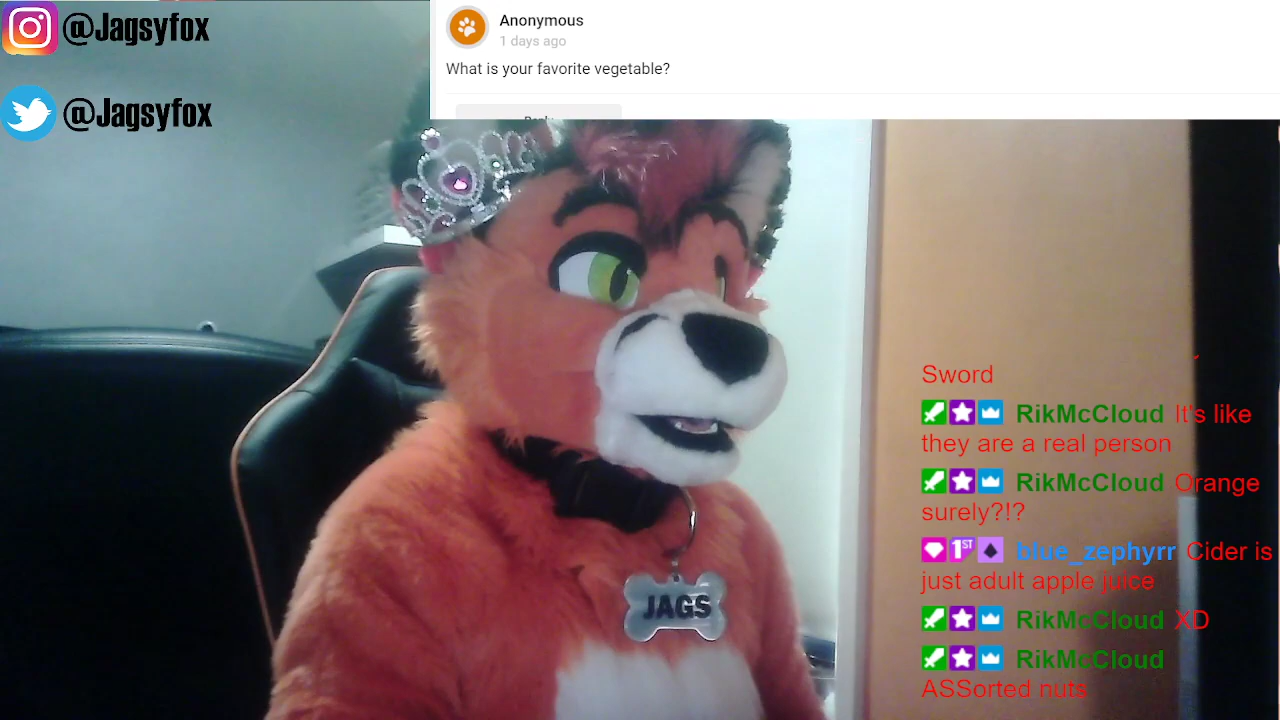 @Jagsyfox
@Jagsyfox
Anonymous
1 days ago
What is your favorite vegetable?
JAGS
Sword
RikMcCloud It's like
they are a real person
RikMcCloud Orange
surely?!?
1ST blue_zephyrr Cider is
just adult apple juice
RikMcCloud XD
RikMcCloud
ASSorted nuts